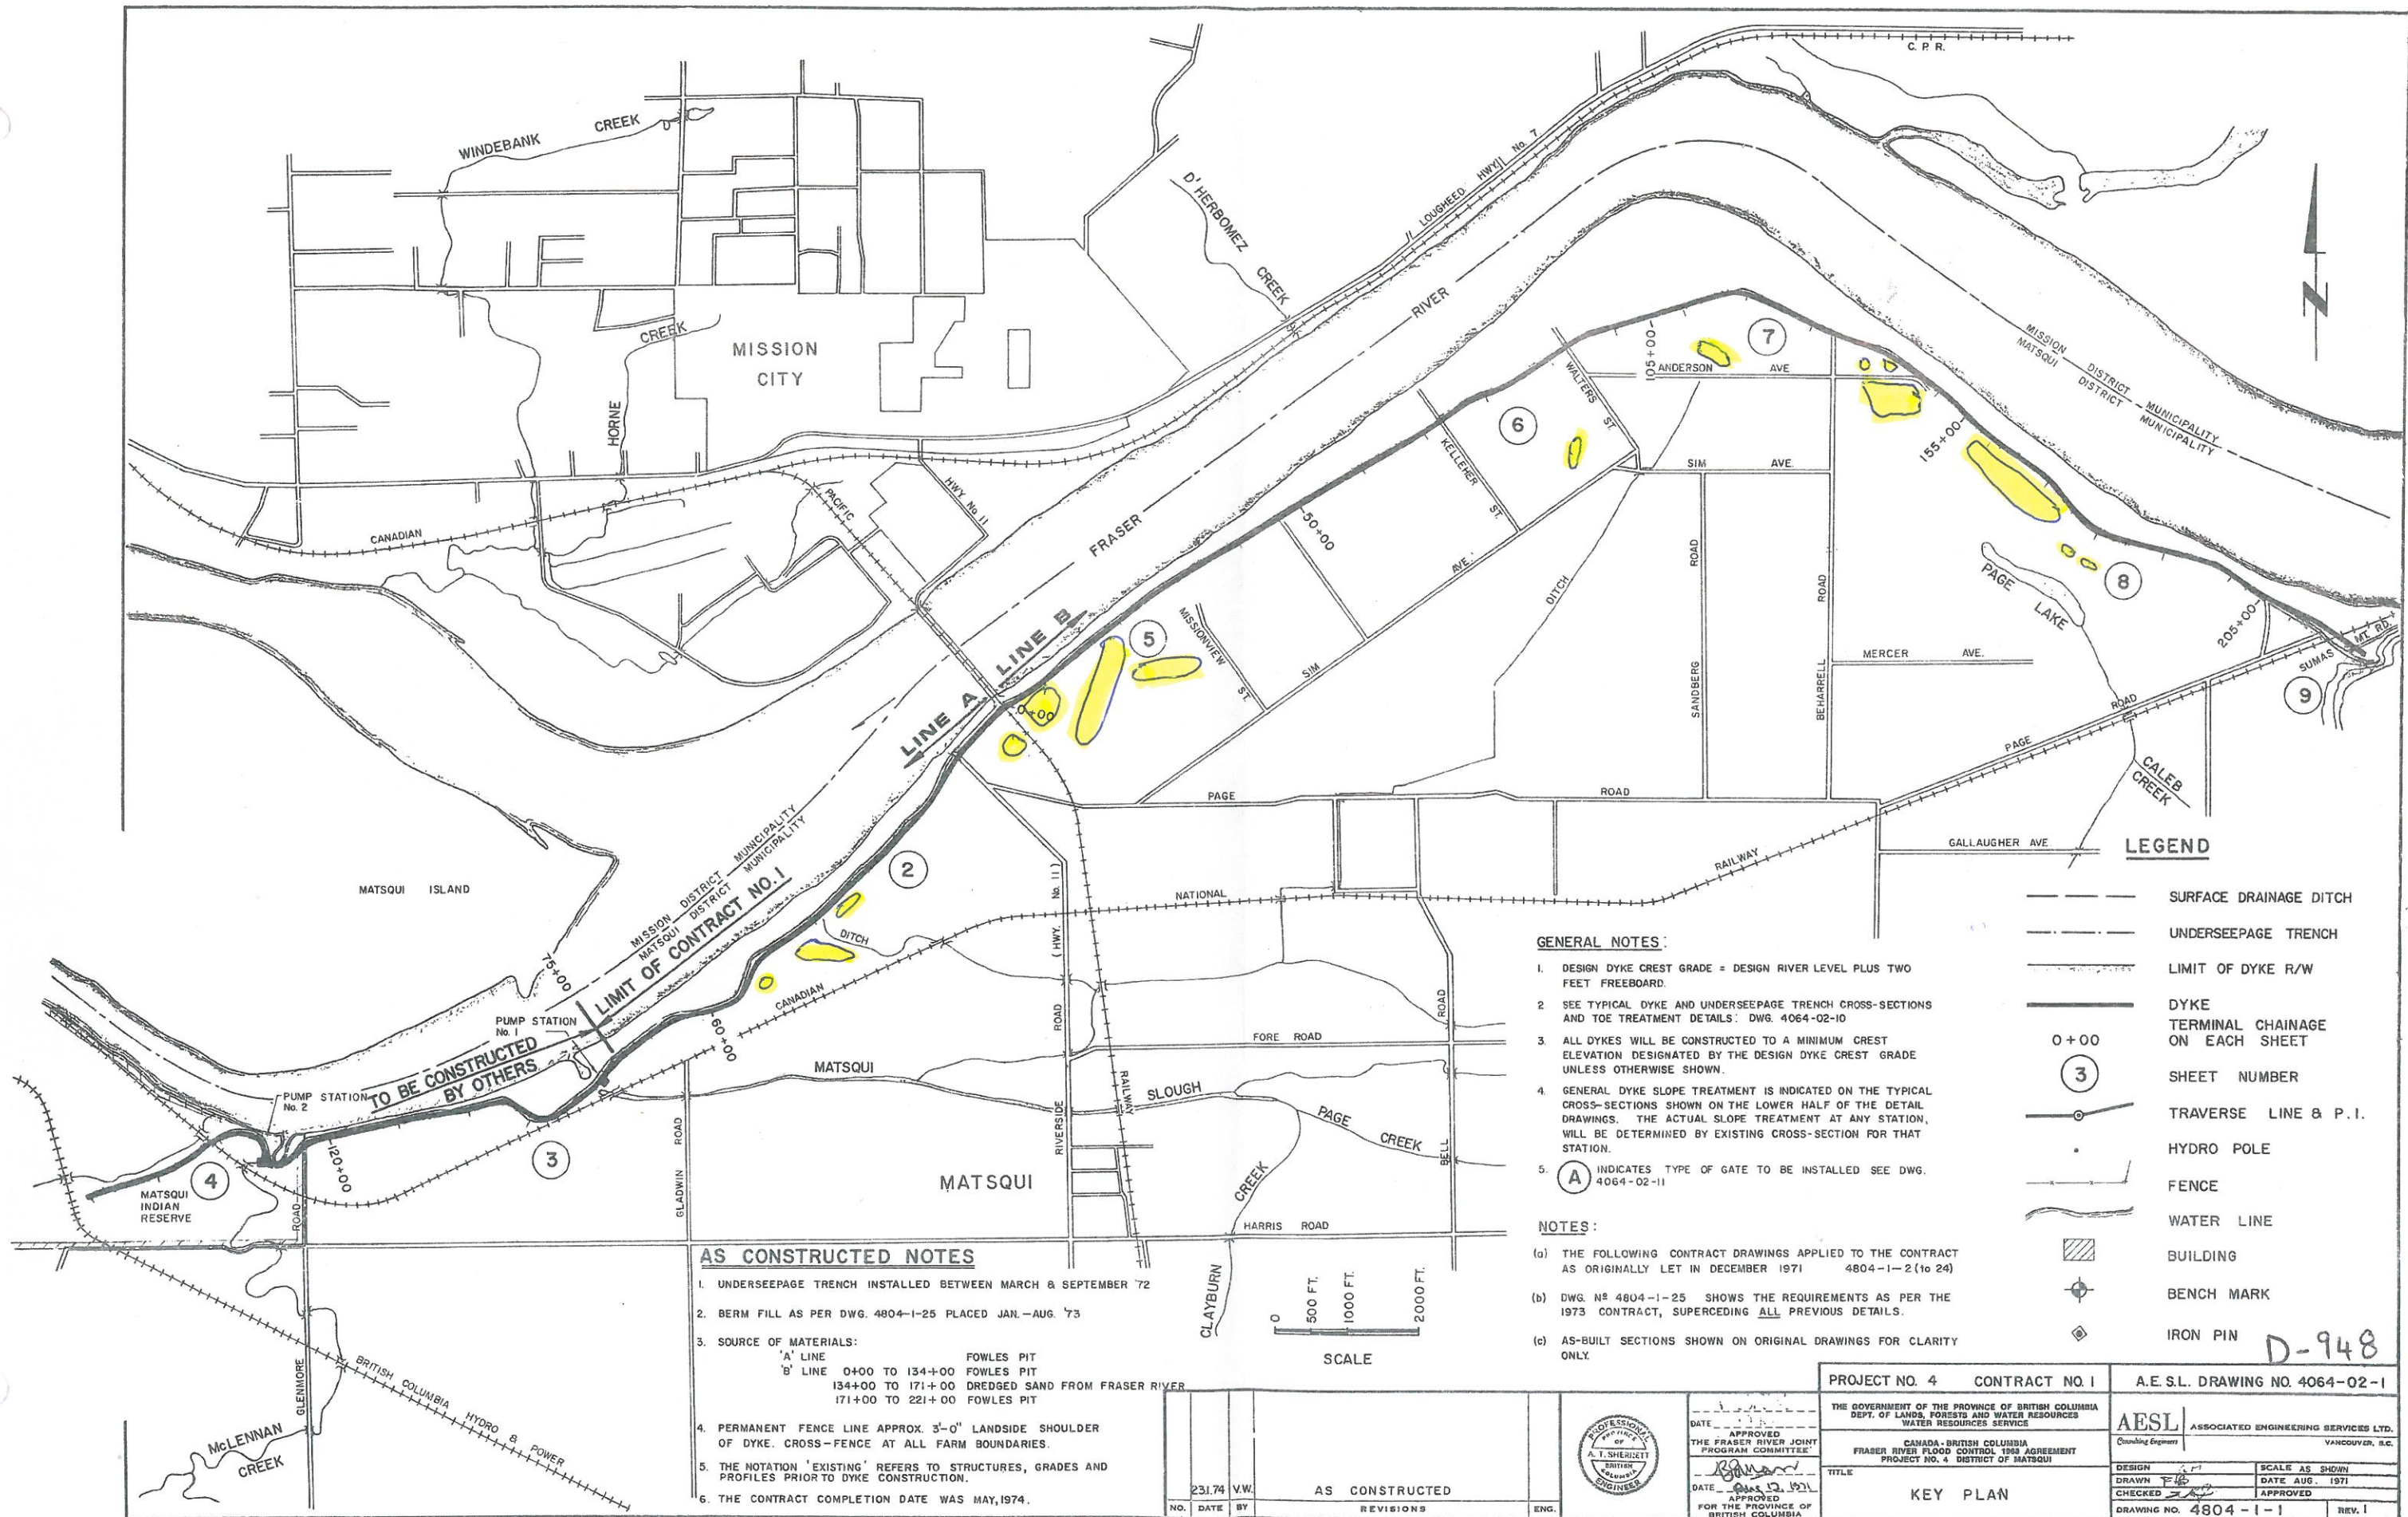 C. P. R.
WINDEBANK CREEK
D'HERBOMEZ CREEK
LOUGHEED HWY. No. 7
HORNE CREEK
MISSION CITY
RIVER
FRASER
MISSION DISTRICT MUNICIPALITY
MATSQUI DISTRICT MUNICIPALITY
N
7
105+00
ANDERSON AVE
WALTERS ST.
6
KELLEHER ST.
SIM AVE.
155+00
HWY. No. 11
PACIFIC
CANADIAN
50+00
SIM AVE.
DITCH
SANDBERG ROAD
BEHARRELL ROAD
PAGE LAKE
8
205+00
SUMAS MT. RD.
9
MERCER AVE.
PAGE ROAD
CALEB CREEK
LINE B
LINE A
0+00
5
MISSIONVIEW ST.
PAGE ROAD
GALLAUGHER AVE
RAILWAY
NATIONAL
CANADIAN
MATSQUI ISLAND
MISSION DISTRICT MUNICIPALITY
MATSQUI DISTRICT MUNICIPALITY
LIMIT OF CONTRACT NO. 1
2
DITCH
75+00
60+00
PUMP STATION
No. 1
TO BE CONSTRUCTED
BY OTHERS
PUMP STATION
No. 2
120+00
3
4
MATSQUI
INDIAN
RESERVE
ROAD
GLENMORE
GLADWIN ROAD
RIVERSIDE ROAD (HWY. No. 11)
RAILWAY
BELL ROAD
FORE ROAD
MATSQUI SLOUGH
PAGE CREEK
MATSQUI
HARRIS ROAD
CLAYBURN CREEK
BRITISH COLUMBIA HYDRO & POWER
McLENNAN
CREEK
AS CONSTRUCTED NOTES
1. UNDERSEEPAGE TRENCH INSTALLED BETWEEN MARCH & SEPTEMBER '72
2. BERM FILL AS PER DWG. 4804-1-25 PLACED JAN.-AUG. '73
3. SOURCE OF MATERIALS:
'A' LINE FOWLES PIT
'B' LINE 0+00 TO 134+00 FOWLES PIT
134+00 TO 171+00 DREDGED SAND FROM FRASER RIVER
171+00 TO 221+00 FOWLES PIT
4. PERMANENT FENCE LINE APPROX. 3'-0" LANDSIDE SHOULDER
OF DYKE. CROSS-FENCE AT ALL FARM BOUNDARIES.
5. THE NOTATION 'EXISTING' REFERS TO STRUCTURES, GRADES AND
PROFILES PRIOR TO DYKE CONSTRUCTION.
6. THE CONTRACT COMPLETION DATE WAS MAY, 1974.
0 500 FT. 1000 FT. 2000 FT.
SCALE
GENERAL NOTES:
1. DESIGN DYKE CREST GRADE = DESIGN RIVER LEVEL PLUS TWO
FEET FREEBOARD.
2 SEE TYPICAL DYKE AND UNDERSEEPAGE TRENCH CROSS-SECTIONS
AND TOE TREATMENT DETAILS: DWG. 4064-02-10
3. ALL DYKES WILL BE CONSTRUCTED TO A MINIMUM CREST
ELEVATION DESIGNATED BY THE DESIGN DYKE CREST GRADE
UNLESS OTHERWISE SHOWN.
4. GENERAL DYKE SLOPE TREATMENT IS INDICATED ON THE TYPICAL
CROSS-SECTIONS SHOWN ON THE LOWER HALF OF THE DETAIL
DRAWINGS. THE ACTUAL SLOPE TREATMENT AT ANY STATION,
WILL BE DETERMINED BY EXISTING CROSS-SECTION FOR THAT
STATION.
5. A INDICATES TYPE OF GATE TO BE INSTALLED SEE DWG.
4064-02-11
NOTES:
(a) THE FOLLOWING CONTRACT DRAWINGS APPLIED TO THE CONTRACT
AS ORIGINALLY LET IN DECEMBER 1971 4804-1-2 (to 24)
(b) DWG. Nº 4804-1-25 SHOWS THE REQUIREMENTS AS PER THE
1973 CONTRACT, SUPERCEDING ALL PREVIOUS DETAILS.
(c) AS-BUILT SECTIONS SHOWN ON ORIGINAL DRAWINGS FOR CLARITY
ONLY.
LEGEND
SURFACE DRAINAGE DITCH
UNDERSEEPAGE TRENCH
LIMIT OF DYKE R/W
DYKE
0+00 TERMINAL CHAINAGE
ON EACH SHEET
3 SHEET NUMBER
TRAVERSE LINE & P.I.
HYDRO POLE
FENCE
WATER LINE
BUILDING
BENCH MARK
IRON PIN
D-948
23.1.74 V.W. AS CONSTRUCTED
NO. DATE BY REVISIONS ENG.
PROFESSIONAL
PROVINCE
OF
A. T. SHERRETT
BRITISH
COLUMBIA
ENGINEER
DATE
APPROVED
THE FRASER RIVER JOINT
PROGRAM COMMITTEE
DATE Aug 12, 1971
APPROVED
FOR THE PROVINCE OF
BRITISH COLUMBIA
PROJECT NO. 4 CONTRACT NO. 1
THE GOVERNMENT OF THE PROVINCE OF BRITISH COLUMBIA
DEPT. OF LANDS, FORESTS AND WATER RESOURCES
WATER RESOURCES SERVICE
CANADA - BRITISH COLUMBIA
FRASER RIVER FLOOD CONTROL 1968 AGREEMENT
PROJECT NO. 4 DISTRICT OF MATSQUI
TITLE
KEY PLAN
A.E.S.L. DRAWING NO. 4064-02-1
AESL ASSOCIATED ENGINEERING SERVICES LTD.
Consulting Engineers VANCOUVER, B.C.
DESIGN SCALE AS SHOWN
DRAWN DATE AUG. 1971
CHECKED APPROVED
DRAWING NO. 4804-1-1 REV. 1